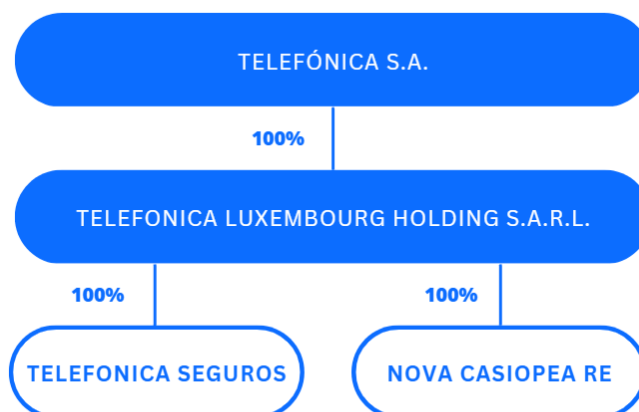 TELEFÓNICA S.A.
100%
TELEFONICA LUXEMBOURG HOLDING S.A.R.L.
100%
100%
TELEFONICA SEGUROS
NOVA CASIOPEA RE